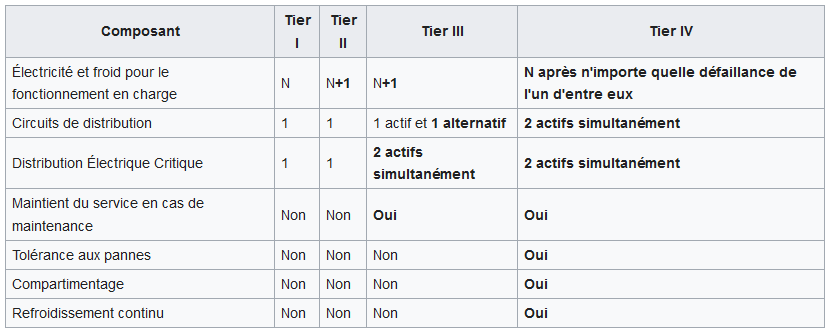 Composant Tier I Tier II Tier III Tier IV
Électricité et froid pour le fonctionnement en charge N N+1 N+1 N après n'importe quelle défaillance de l'un d'entre eux
Circuits de distribution 1 1 1 actif et 1 alternatif 2 actifs simultanément
Distribution Électrique Critique 1 1 2 actifs simultanément 2 actifs simultanément
Maintient du service en cas de maintenance Non Non Oui Oui
Tolérance aux pannes Non Non Non Oui
Compartimentage Non Non Non Oui
Refroidissement continu Non Non Non Oui